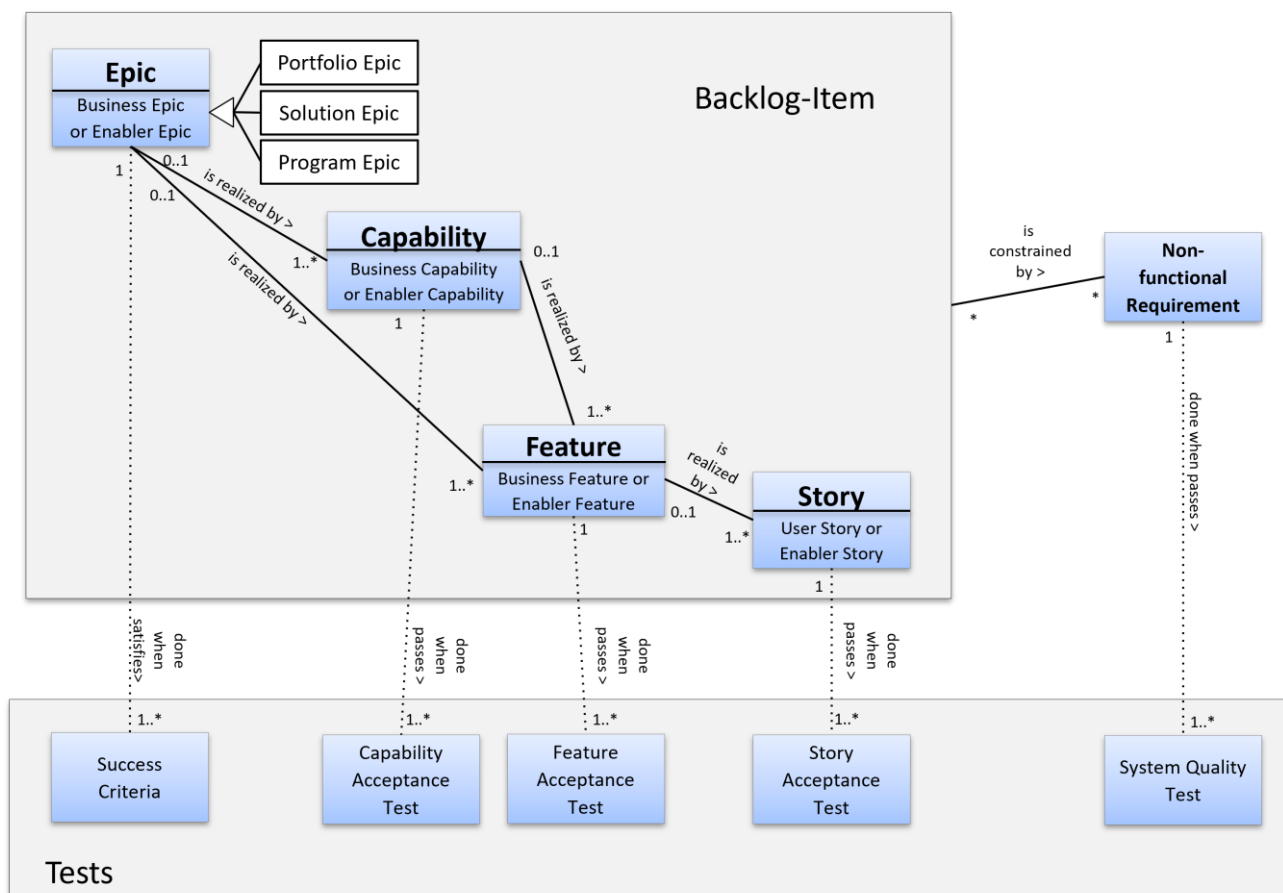 Epic
Business Epic
or Enabler Epic
Portfolio Epic
Solution Epic
Program Epic
Backlog-Item
1
0..1
0..1
is realized by >
is realized by >
Capability
Business Capability
or Enabler Capability
1..*
1
0..1
is realized by >
1..*
is
constrained
by >
*
*
Non-
functional
Requirement
1
done when passes >
Feature
Business Feature or
Enabler Feature
1..*
1
is
realized
by >
0..1
1..*
Story
User Story or
Enabler Story
1
done
when
satisfies>
done
when
passes >
done
when
passes >
done
when
passes >
1..*
1..*
1..*
1..*
1..*
Success
Criteria
Capability
Acceptance
Test
Feature
Acceptance
Test
Story
Acceptance
Test
System Quality
Test
Tests